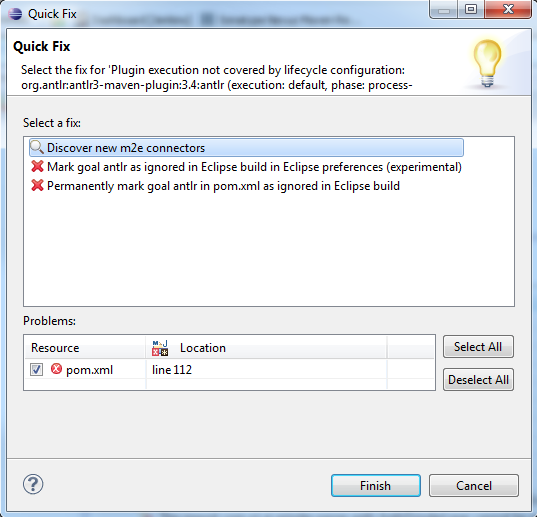 Quick Fix
Quick Fix
Select the fix for 'Plugin execution not covered by lifecycle configuration:
org.antlr:antlr3-maven-plugin:3.4:antlr (execution: default, phase: process-
Select a fix:
Discover new m2e connectors
Mark goal antlr as ignored in Eclipse build in Eclipse preferences (experimental)
Permanently mark goal antlr in pom.xml as ignored in Eclipse build
Problems:
Resource Location
Select All
pom.xml line 112
Deselect All
? Finish Cancel